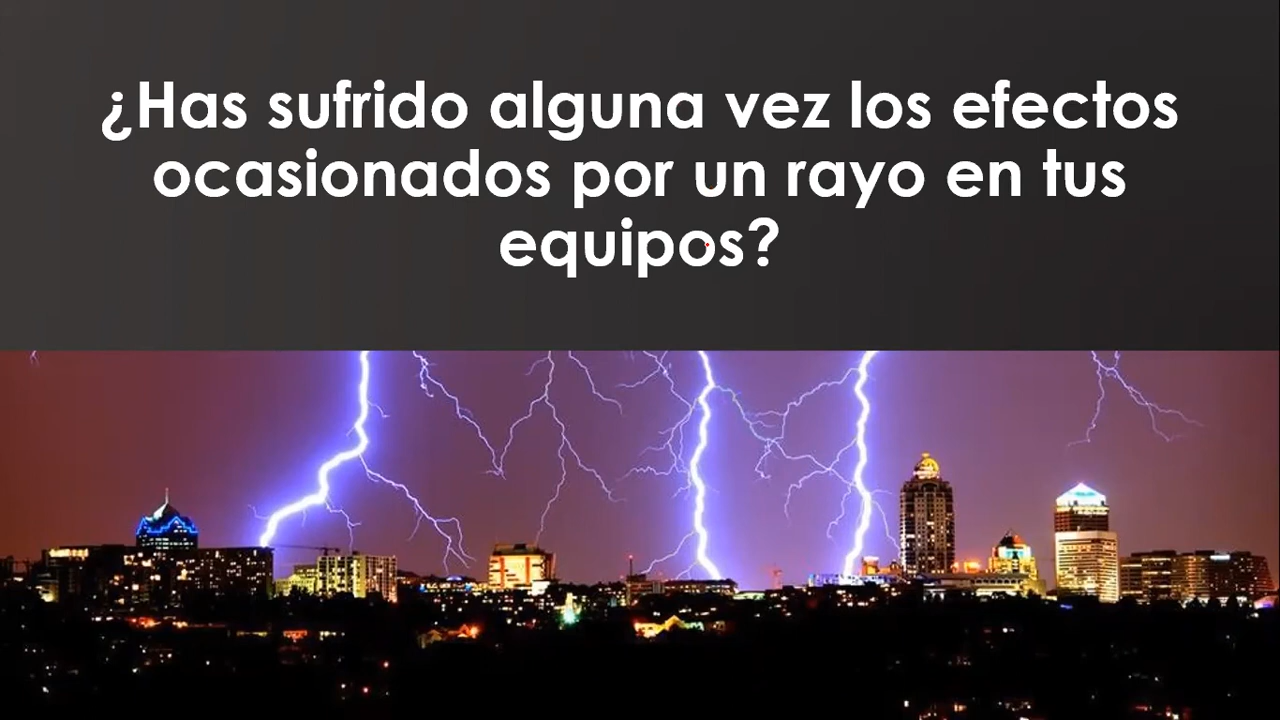 ¿Has sufrido alguna vez los efectos
ocasionados por un rayo en tus
equipos?